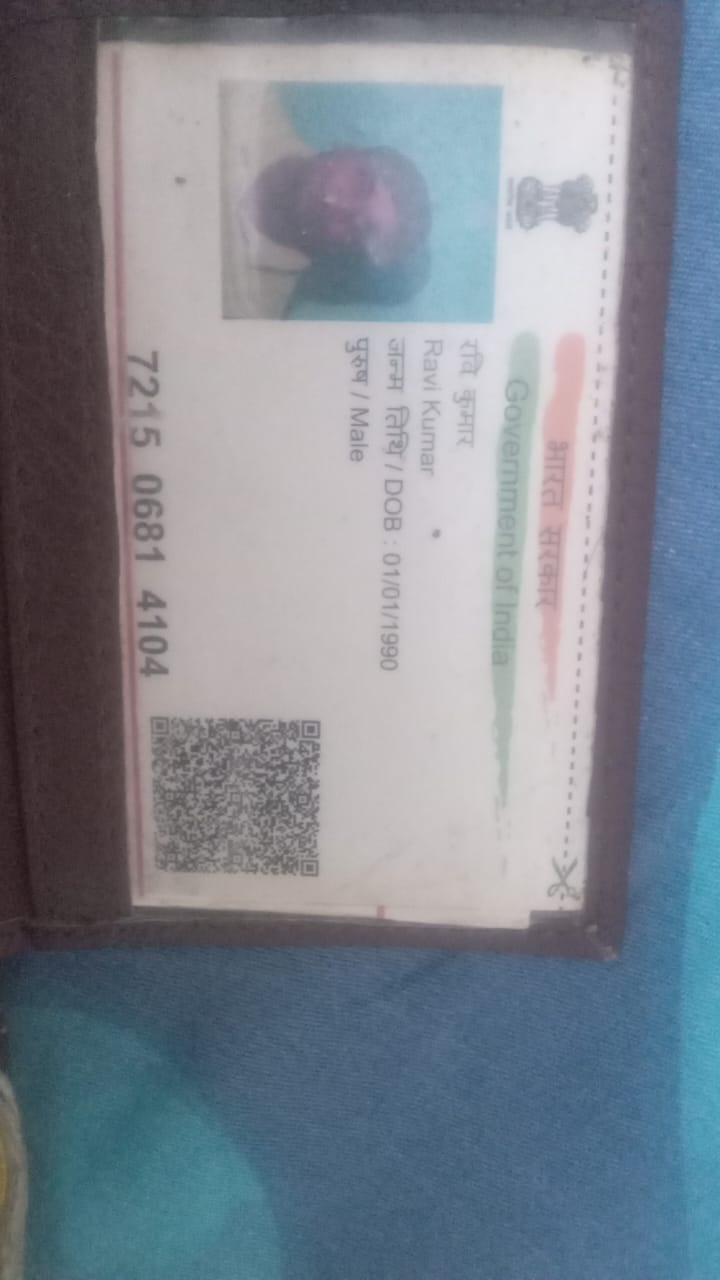 भारत सरकार
Government of India
रवि कुमार
Ravi Kumar
जन्म तिथि / DOB : 01/01/1990
पुरुष / Male
7215 0681 4104